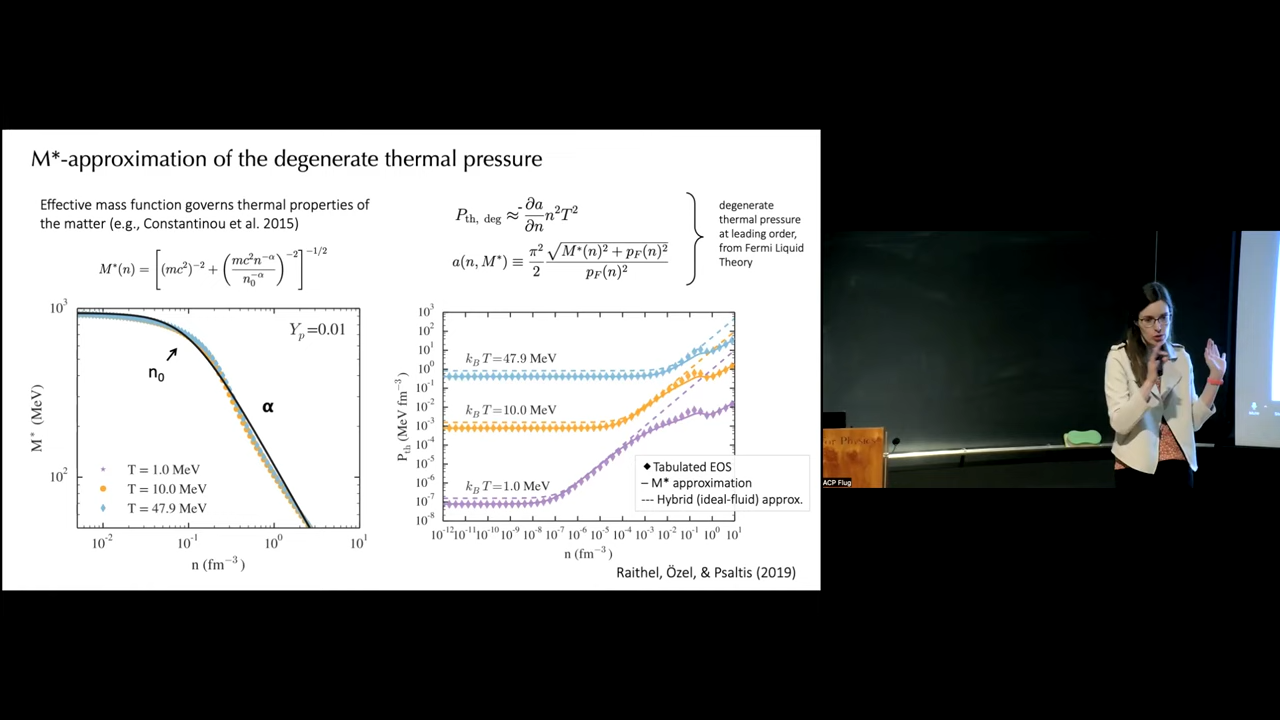 M*-approximation of the degenerate thermal pressure
Effective mass function governs thermal properties of
the matter (e.g., Constantinou et al. 2015)
M*(n) = [(mc²)⁻² + (mc²n^{-α} / n₀^{-α})⁻²]^{-1/2}
P_{th, deg} ≈ -∂a/∂n n²T²
a(n, M*) ≡ π²/2 √(M*(n)² + p_F(n)²) / p_F(n)²
degenerate
thermal pressure
at leading order,
from Fermi Liquid
Theory
10³
Y_p=0.01
n₀
α
M* (MeV)
10²
T = 1.0 MeV
T = 10.0 MeV
T = 47.9 MeV
10⁻² 10⁻¹ 10⁰ 10¹
n (fm⁻³)
10³
10²
10¹
10⁰
10⁻¹
10⁻²
10⁻³
10⁻⁴
10⁻⁵
10⁻⁶
10⁻⁷
10⁻⁸
P_th (MeV fm⁻³)
k_B T=47.9 MeV
k_B T=10.0 MeV
k_B T=1.0 MeV
Tabulated EOS
M* approximation
Hybrid (ideal-fluid) approx.
10⁻¹² 10⁻¹¹ 10⁻¹⁰ 10⁻⁹ 10⁻⁸ 10⁻⁷ 10⁻⁶ 10⁻⁵ 10⁻⁴ 10⁻³ 10⁻² 10⁻¹ 10⁰ 10¹
n (fm⁻³)
Raithel, Özel, & Psaltis (2019)
or Physics
ACP Flug